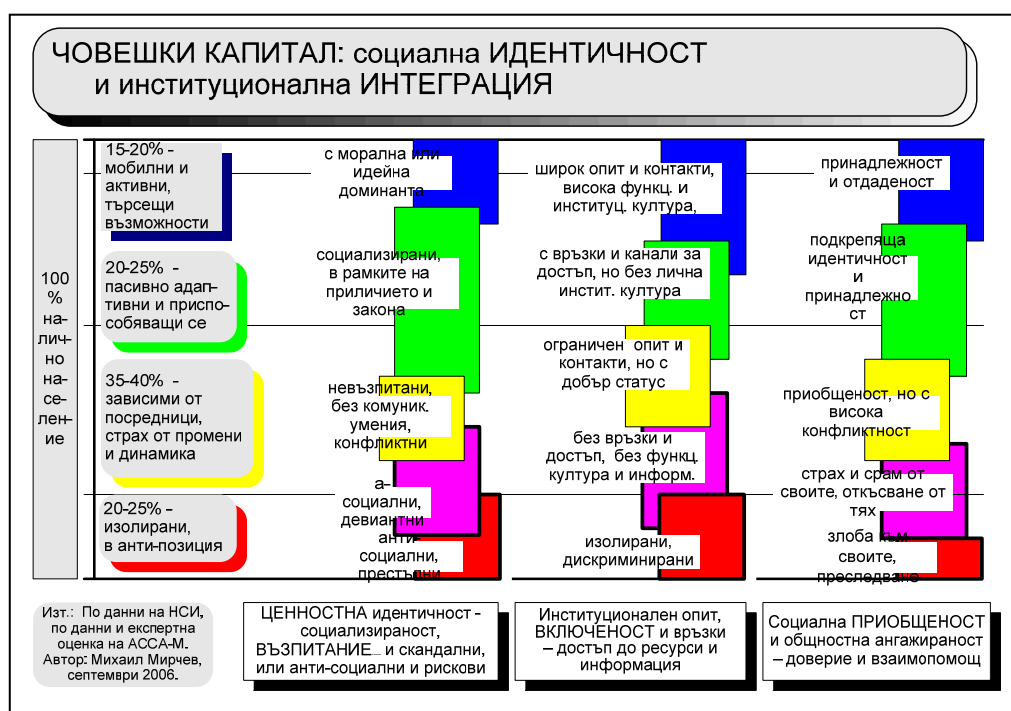 ЧОВЕШКИ КАПИТАЛ: социална ИДЕНТИЧНОСТ
и институционална ИНТЕГРАЦИЯ
100
%
на-
лич-
но
на-
се-
ле-
ние
15-20% -
мобилни и
активни,
търсещи
възможности
20-25% -
пасивно адап-
тивни и приспо-
собяващи се
35-40% -
зависими от
посредници,
страх от промени
и динамика
20-25% -
изолирани,
в анти-позиция
с морална или
идейна
доминанта
социализирани,
в рамките на
приличието и
закона
невъзпитани,
без комуник.
умения,
конфликтни
а-
социални,
девиантни
анти-
социални,
престъпни
широк опит и контакти,
висока функц. и
институц. култура,
с връзки и канали за
достъп, но без лична
инстит. култура
ограничен опит и
контакти, но с
добър статус
без връзки и
достъп, без функц.
култура и информ.
изолирани,
дискриминирани
принадлежност
и отдаденост
подкрепяща
идентичност
и
принадлежно
ст
приобщеност, но с
висока
конфликтност
страх и срам от
своите, откъсване от
тях
злоба към
своите,
преследване
Изт.: По данни на НСИ,
по данни и експертна
оценка на АССА-М.
Автор: Михаил Мирчев,
септември 2006.
ЦЕННОСТНА идентичност -
социализираност,
ВЪЗПИТАНИЕ... и скандални,
или анти-социални и рискови
Институционален опит,
ВКЛЮЧЕНОСТ и връзки
– достъп до ресурси и
информация
Социална ПРИОБЩЕНОСТ
и общностна ангажираност
– доверие и взаимопомощ